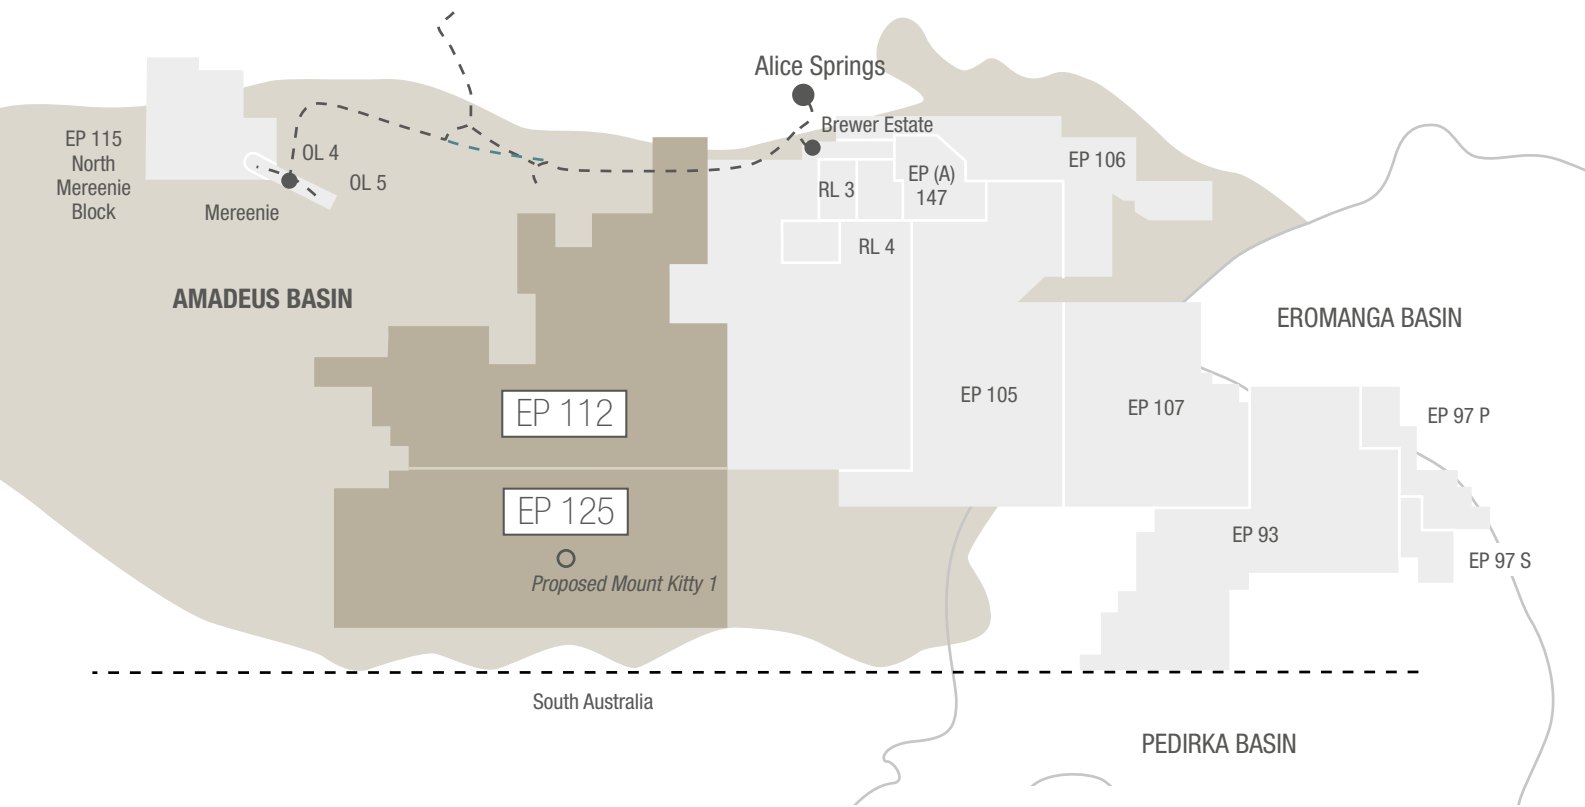 Alice Springs
Brewer Estate
EP 115
North
Mereenie
Block
OL 4
OL 5
Mereenie
RL 3
EP (A)
147
EP 106
RL 4
AMADEUS BASIN
EROMANGA BASIN
EP 112
EP 105
EP 107
EP 97 P
EP 125
EP 93
EP 97 S
Proposed Mount Kitty 1
South Australia
PEDIRKA BASIN